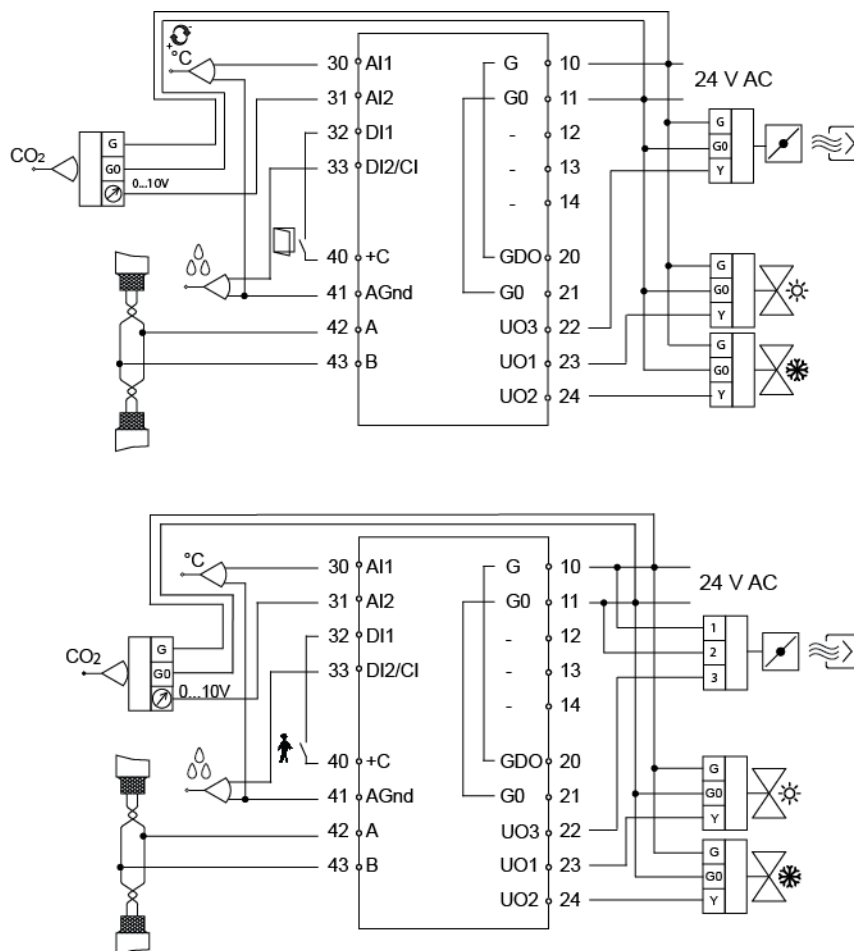 °C 30 AI1 G 10 24 V AC
31 AI2 G0 11
G
CO₂ G 32 DI1 - 12 G0
G0 33 DI2/CI - 13 Y
0...10V
- 14
40 +C GDO 20 G
41 AGnd G0 21 G0
42 A UO3 22 Y
43 B UO1 23 G
G0
UO2 24 Y
°C 30 AI1 G 10 24 V AC
31 AI2 G0 11
1
G 32 DI1 - 12 2
CO₂ G0 33 DI2/CI - 13 3
0...10V
- 14
40 +C GDO 20 G
41 AGnd G0 21 G0
42 A UO3 22 Y
43 B UO1 23 G
G0
UO2 24 Y